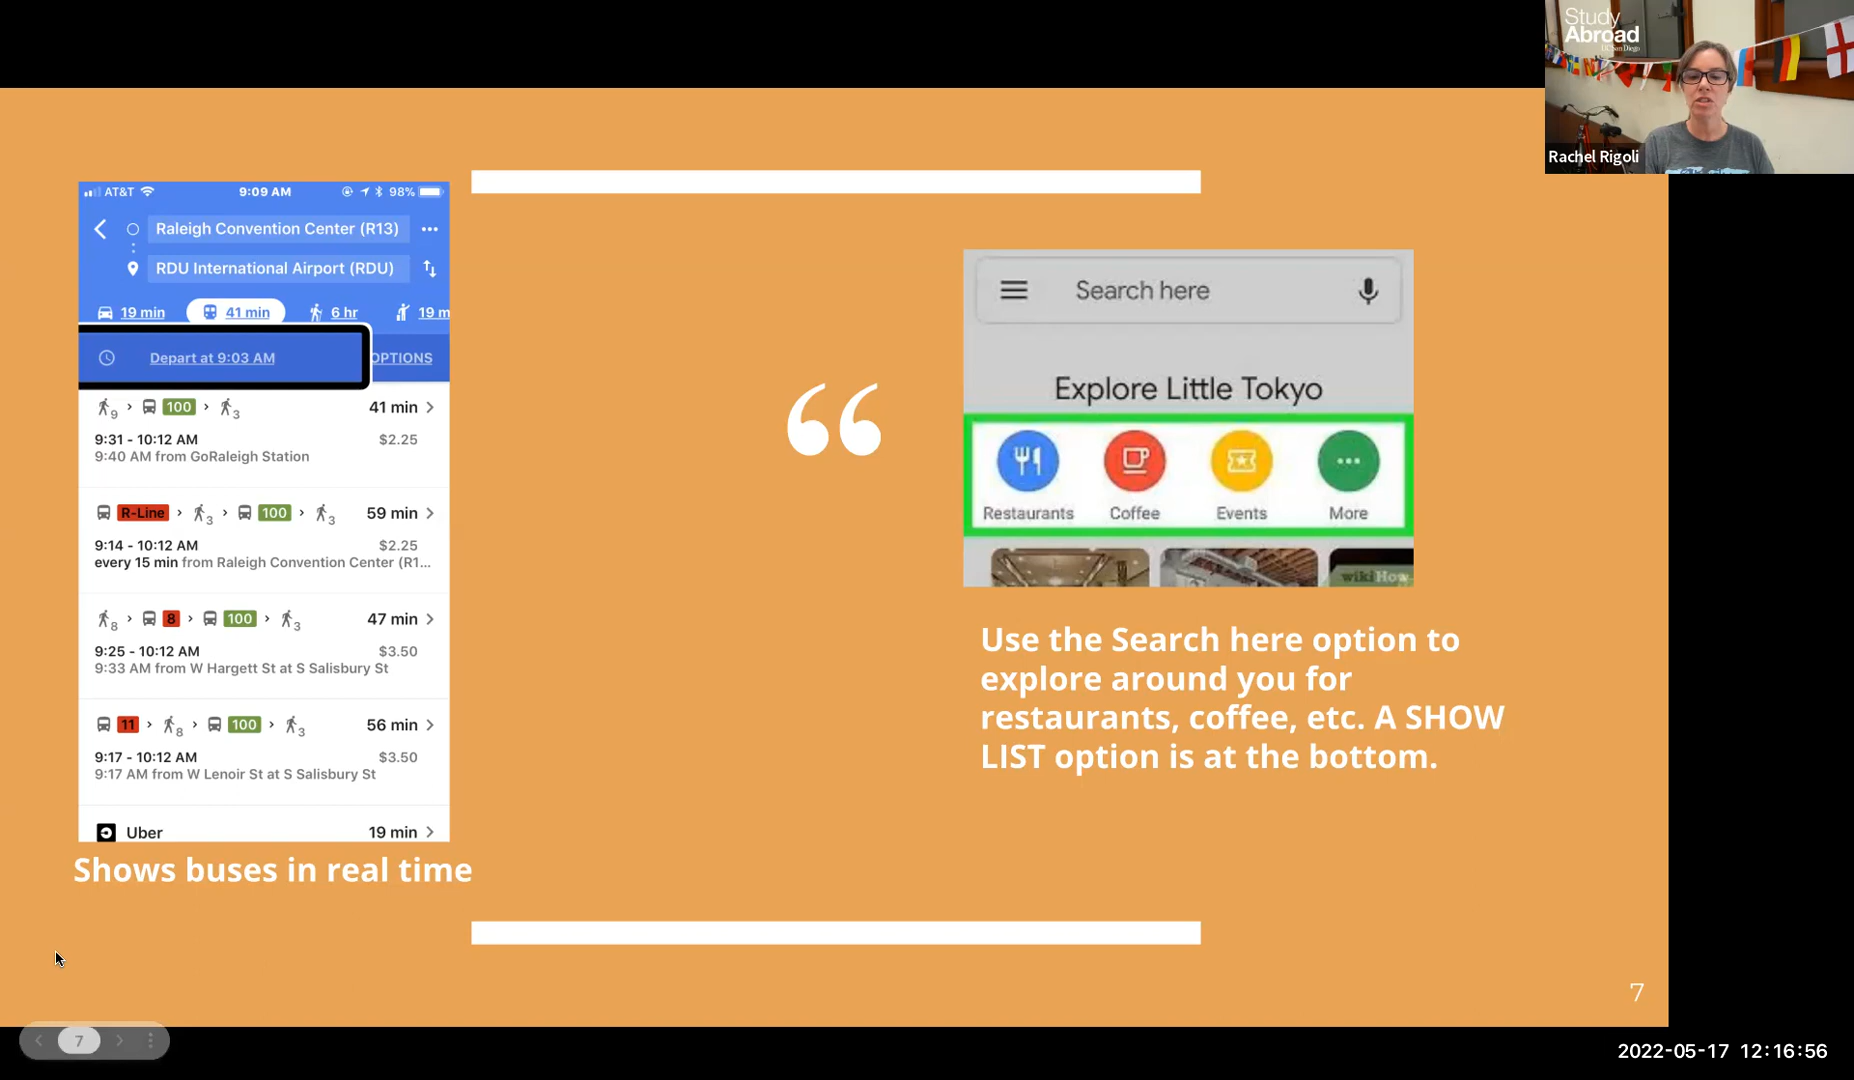 Study
Abroad
UC San Diego
Rachel Rigoli
AT&T 9:09 AM 98%
Raleigh Convention Center (R13)
RDU International Airport (RDU)
19 min 41 min 6 hr 19 m
Depart at 9:03 AM OPTIONS
9 100 3 41 min
9:31 - 10:12 AM $2.25
9:40 AM from GoRaleigh Station
R-Line 3 100 3 59 min
9:14 - 10:12 AM $2.25
every 15 min from Raleigh Convention Center (R1...
8 8 100 3 47 min
9:25 - 10:12 AM $3.50
9:33 AM from W Hargett St at S Salisbury St
11 8 100 3 56 min
9:17 - 10:12 AM $3.50
9:17 AM from W Lenoir St at S Salisbury St
Uber 19 min
Shows buses in real time
“
Search here
Explore Little Tokyo
Restaurants Coffee Events More
wikiHow
Use the Search here option to
explore around you for
restaurants, coffee, etc. A SHOW
LIST option is at the bottom.
7
7
2022-05-17 12:16:56